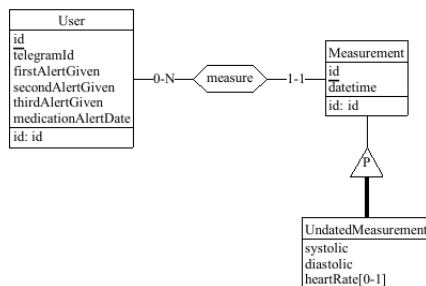 User
id
telegramId
firstAlertGiven
secondAlertGiven
thirdAlertGiven
medicationAlertDate
id: id
0-N
measure
1-1
Measurement
id
datetime
id: id
P
UndatedMeasurement
systolic
diastolic
heartRate[0-1]